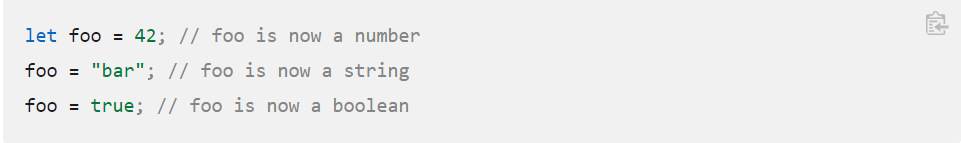 let foo = 42; // foo is now a number
foo = "bar"; // foo is now a string
foo = true; // foo is now a boolean